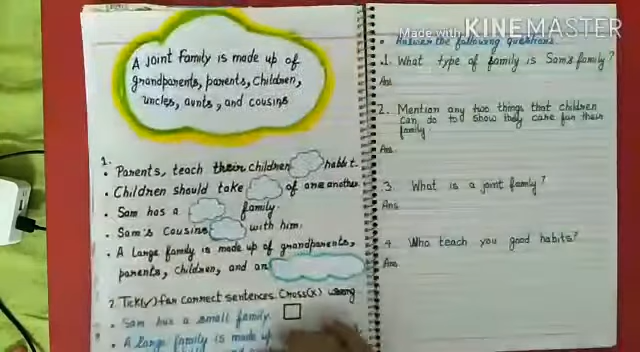 A Joint Family is made up of
grandparents, parents, children,
uncles, aunts, and cousins
1.
• Parents, teach their children habit.
• Children should take of one another
• Sam has a family.
• Sam's Cousins with him.
• A Large family is made up of grandparents,
parents, children, and an
2. Tick(√) for correct sentences. Cross(x) wrong
• Sam has a small family.
• A large family is made up
Made with KINEMASTER
• Answer the following questions
.1. What type of family is Sam's family?
Ans
2. Mention any two things that children
can do to show they care for their
family.
Ans.
.3 What is a joint family?
Ans
4. Who teach you good habits?
Ans